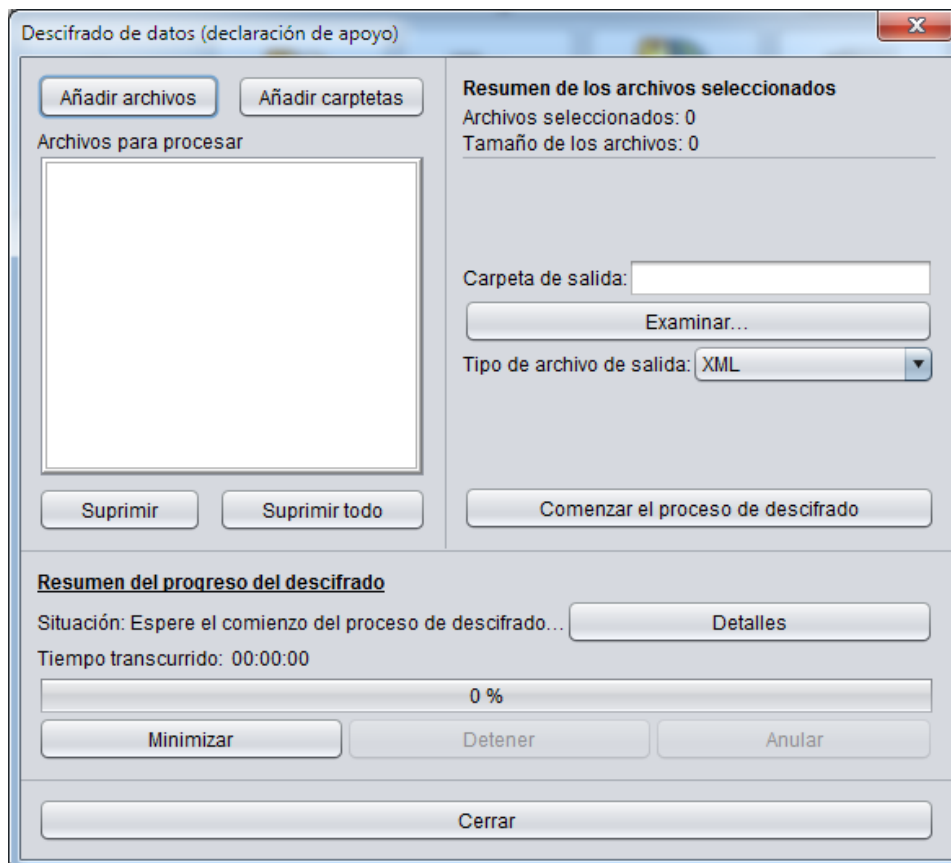 Descifrado de datos (declaración de apoyo)
Añadir archivos
Añadir carptetas
Archivos para procesar
Suprimir
Suprimir todo
Resumen de los archivos seleccionados
Archivos seleccionados: 0
Tamaño de los archivos: 0
Carpeta de salida:
Examinar...
Tipo de archivo de salida: XML
Comenzar el proceso de descifrado
Resumen del progreso del descifrado
Situación: Espere el comienzo del proceso de descifrado...
Detalles
Tiempo transcurrido: 00:00:00
0 %
Minimizar
Detener
Anular
Cerrar